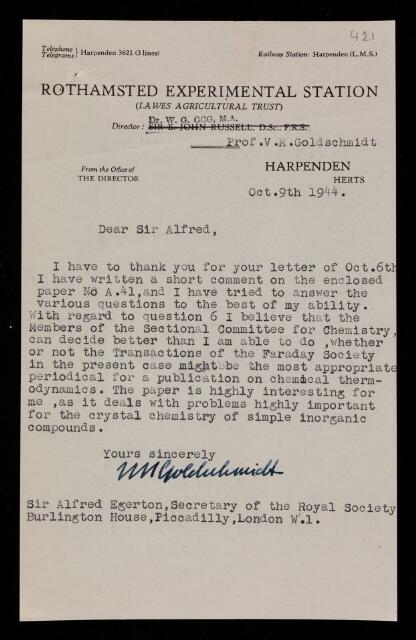 421
Telephone
Telegrams } Harpenden 3621 (3 lines)
Railway Station: Harpenden (L.M.S.)
ROTHAMSTED EXPERIMENTAL STATION
(LAWES AGRICULTURAL TRUST)
Dr. W. G. OGG, M.A.
Director: SIR E. JOHN RUSSELL, D.Sc., F.R.S.
Prof.V.M.Goldschmidt
From the Office of
THE DIRECTOR
HARPENDEN
HERTS
Oct.9th 1944.
Dear Sir Alfred,
I have to thank you for your letter of Oct.6th
I have written a short comment on the enclosed
paper No A.41,and I have tried to answer the
various questions to the best of my ability.
With regard to question 6 I believe that the
Members of the Sectional Committee for Chemistry,
can decide better than I am able to do ,whether
or not the Transactions of the Faraday Society
in the present case might be the most appropriate
periodical for a publication on chemical therm-
odynamics. The paper is highly interesting for
me ,as it deals with problems highly important
for the crystal chemistry of simple inorganic
compounds.
Yours sincerely
VMGoldschmidt
Sir Alfred Egerton,Secretary of the Royal Society
Burlington House,Piccadilly,London W.1.